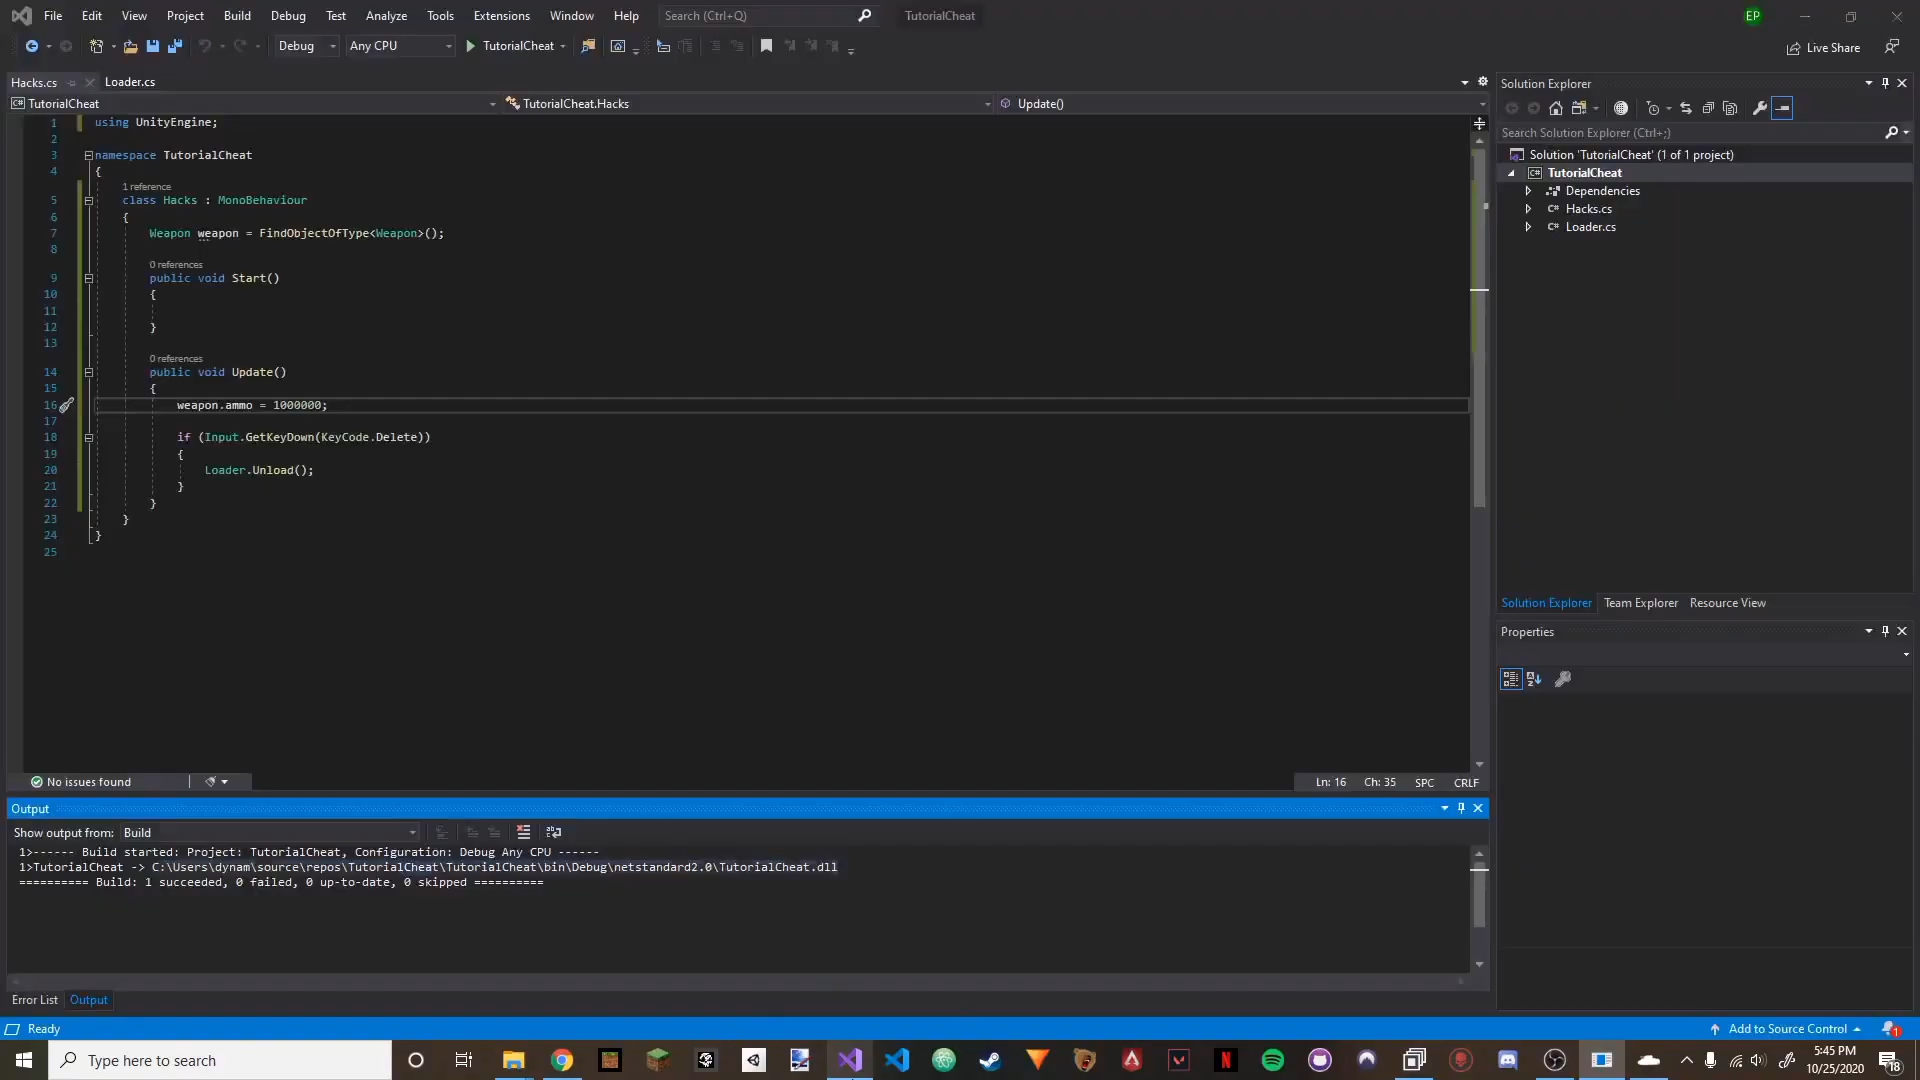 File Edit View Project Build Debug Test Analyze Tools Extensions Window Help Search (Ctrl+Q) TutorialCheat EP
Debug Any CPU TutorialCheat Live Share
Hacks.cs Loader.cs
TutorialCheat TutorialCheat.Hacks Update()
1 using UnityEngine;
2
3 namespace TutorialCheat
4 {
1 reference
5 class Hacks : MonoBehaviour
6 {
7 Weapon weapon = FindObjectOfType<Weapon>();
8
0 references
9 public void Start()
10 {
11
12 }
13
0 references
14 public void Update()
15 {
16 weapon.ammo = 1000000;
17
18 if (Input.GetKeyDown(KeyCode.Delete))
19 {
20 Loader.Unload();
21 }
22 }
23 }
24 }
25
No issues found Ln: 16 Ch: 35 SPC CRLF
Output
Show output from: Build
1>------ Build started: Project: TutorialCheat, Configuration: Debug Any CPU ------
1>TutorialCheat -> C:\Users\dynam\source\repos\TutorialCheat\TutorialCheat\bin\Debug\netstandard2.0\TutorialCheat.dll
========== Build: 1 succeeded, 0 failed, 0 up-to-date, 0 skipped ==========
Error List Output
Solution Explorer
Search Solution Explorer (Ctrl+;)
Solution 'TutorialCheat' (1 of 1 project)
TutorialCheat
Dependencies
C# Hacks.cs
C# Loader.cs
Solution Explorer Team Explorer Resource View
Properties
Ready Add to Source Control 1
Type here to search
5:45 PM
10/25/2020
18